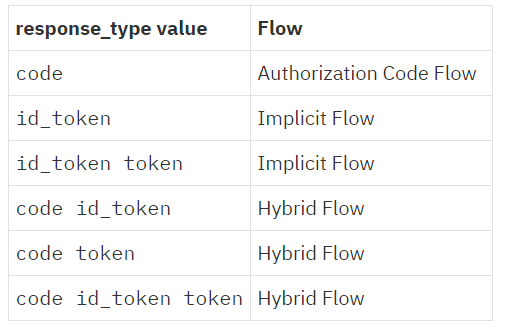 response_type value Flow
code Authorization Code Flow
id_token Implicit Flow
id_token token Implicit Flow
code id_token Hybrid Flow
code token Hybrid Flow
code id_token token Hybrid Flow